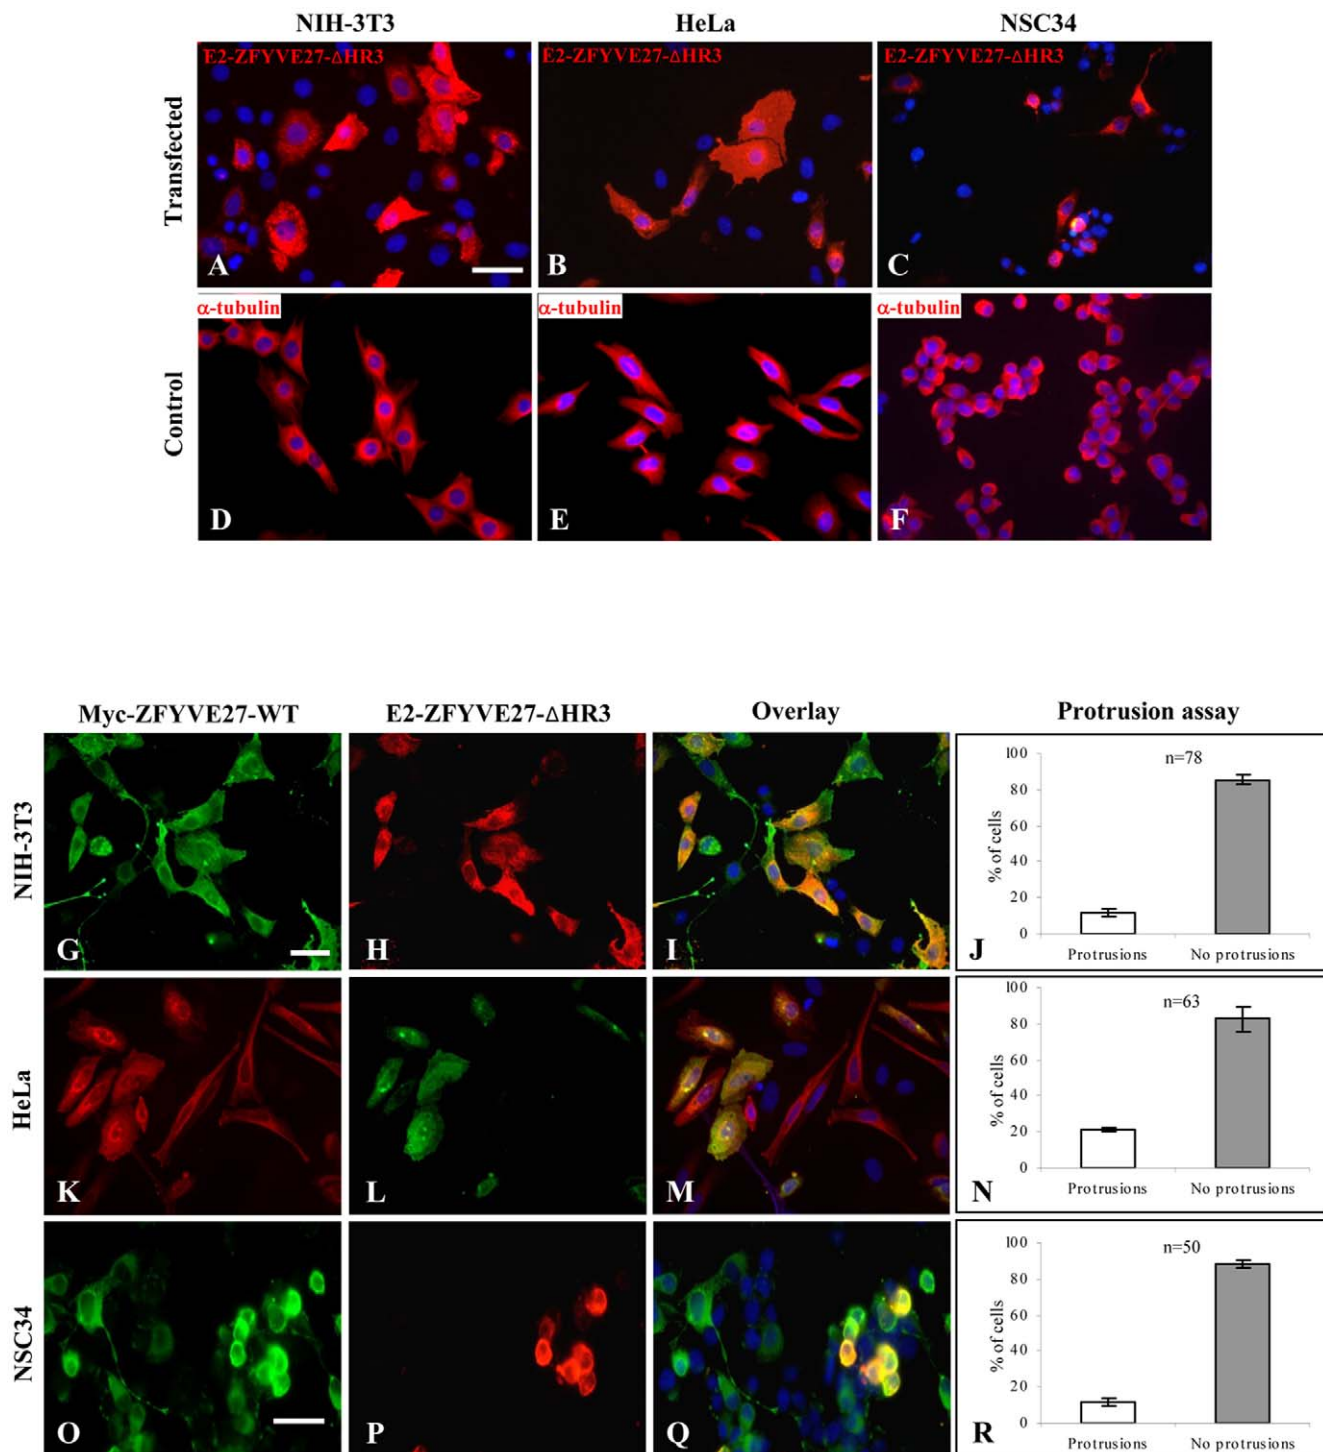 NIH-3T3 HeLa NSC34
Transfected
E2-ZFYVE27-ΔHR3 E2-ZFYVE27-ΔHR3 E2-ZFYVE27-ΔHR3
A B C
Control
α-tubulin α-tubulin α-tubulin
D E F
Myc-ZFYVE27-WT E2-ZFYVE27-ΔHR3 Overlay Protrusion assay
NIH-3T3
G H I J
% of cells
100
80
60
40
20
0
n=78
Protrusions No protrusions
HeLa
K L M N
% of cells
100
80
60
40
20
0
n=63
Protrusions No protrusions
NSC34
O P Q R
% of cells
100
80
60
40
20
0
n=50
Protrusions No protrusions